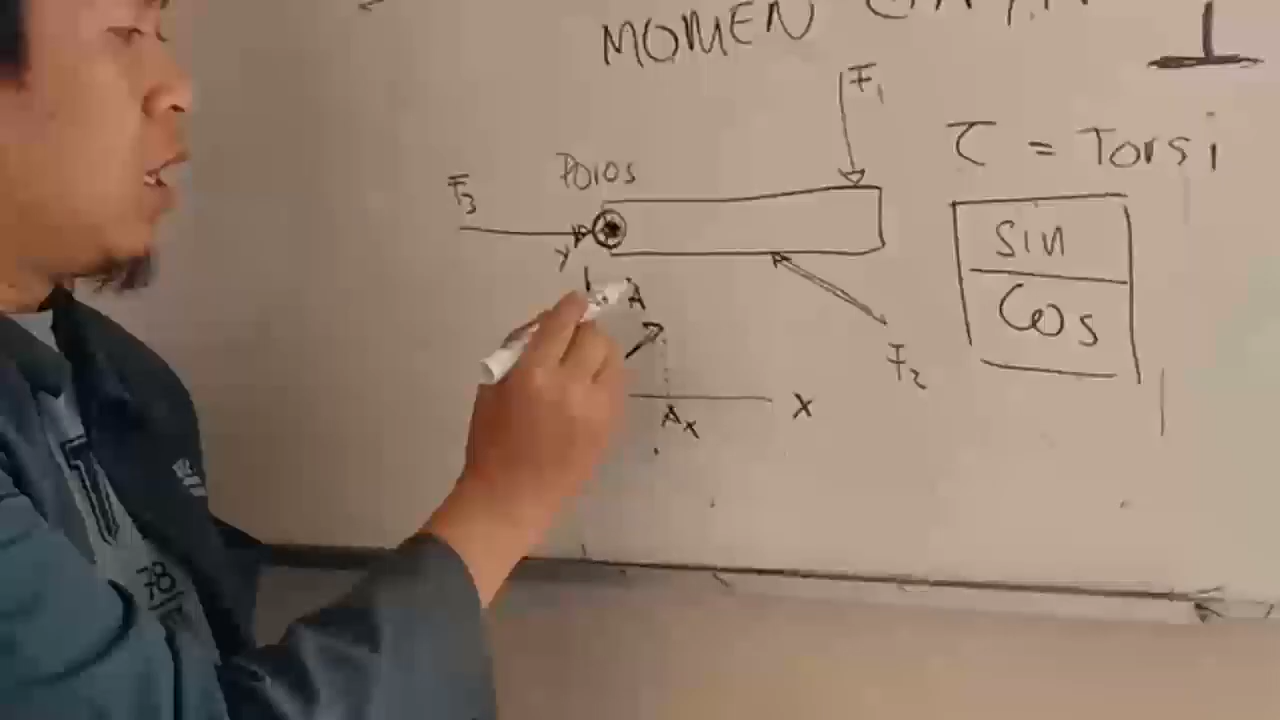 MOMEN
F₁
τ = Torsi
Poros
F₃
sin
cos
y
A
F₂
x
Aₓ
78